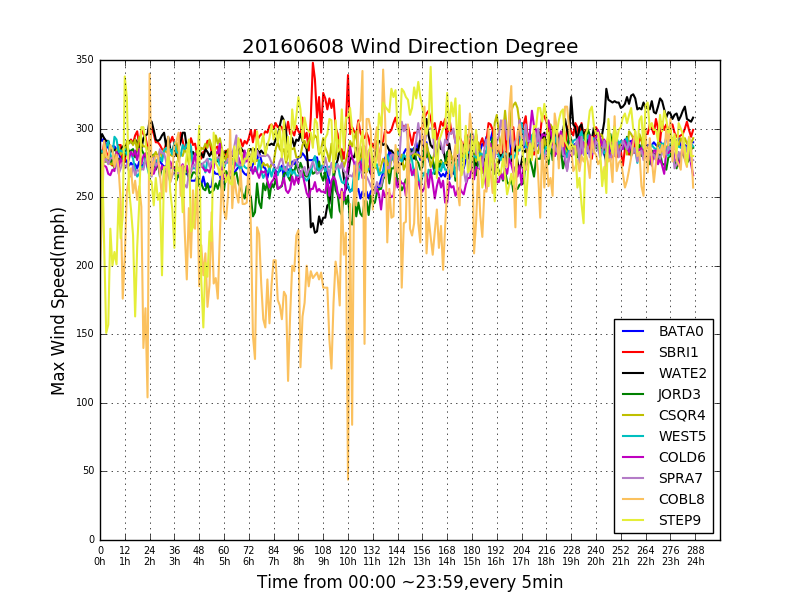 20160608 Wind Direction Degree
Max Wind Speed(mph)
350
300
250
200
150
100
50
0
BATA0
SBRI1
WATE2
JORD3
CSQR4
WEST5
COLD6
SPRA7
COBL8
STEP9
0 12 24 36 48 60 72 84 96 108 120 132 144 156 168 180 192 204 216 228 240 252 264 276 288
0h 1h 2h 3h 4h 5h 6h 7h 8h 9h 10h 11h 12h 13h 14h 15h 16h 17h 18h 19h 20h 21h 22h 23h 24h
Time from 00:00 ~23:59,every 5min